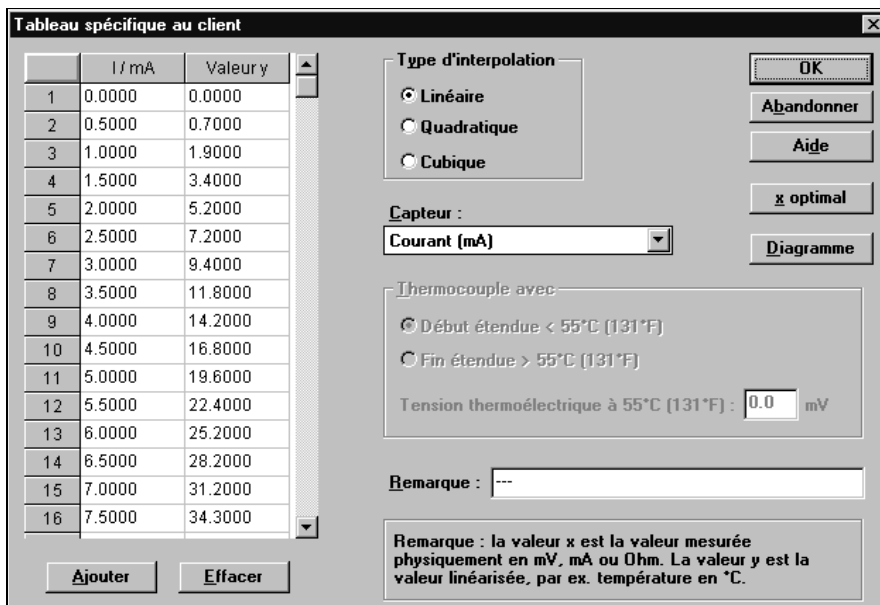 Tableau spécifique au client
I / mA Valeur y
1 0.0000 0.0000
2 0.5000 0.7000
3 1.0000 1.9000
4 1.5000 3.4000
5 2.0000 5.2000
6 2.5000 7.2000
7 3.0000 9.4000
8 3.5000 11.8000
9 4.0000 14.2000
10 4.5000 16.8000
11 5.0000 19.6000
12 5.5000 22.4000
13 6.0000 25.2000
14 6.5000 28.2000
15 7.0000 31.2000
16 7.5000 34.3000
Ajouter
Effacer
Type d'interpolation
Linéaire
Quadratique
Cubique
Capteur :
Courant (mA)
Thermocouple avec
Début étendue < 55°C (131°F)
Fin étendue > 55°C (131°F)
Tension thermoélectrique à 55°C (131°F) : 0.0 mV
Remarque : ---
Remarque : la valeur x est la valeur mesurée
physiquement en mV, mA ou Ohm. La valeur y est la
valeur linéarisée, par ex. température en °C.
OK
Abandonner
Aide
x optimal
Diagramme